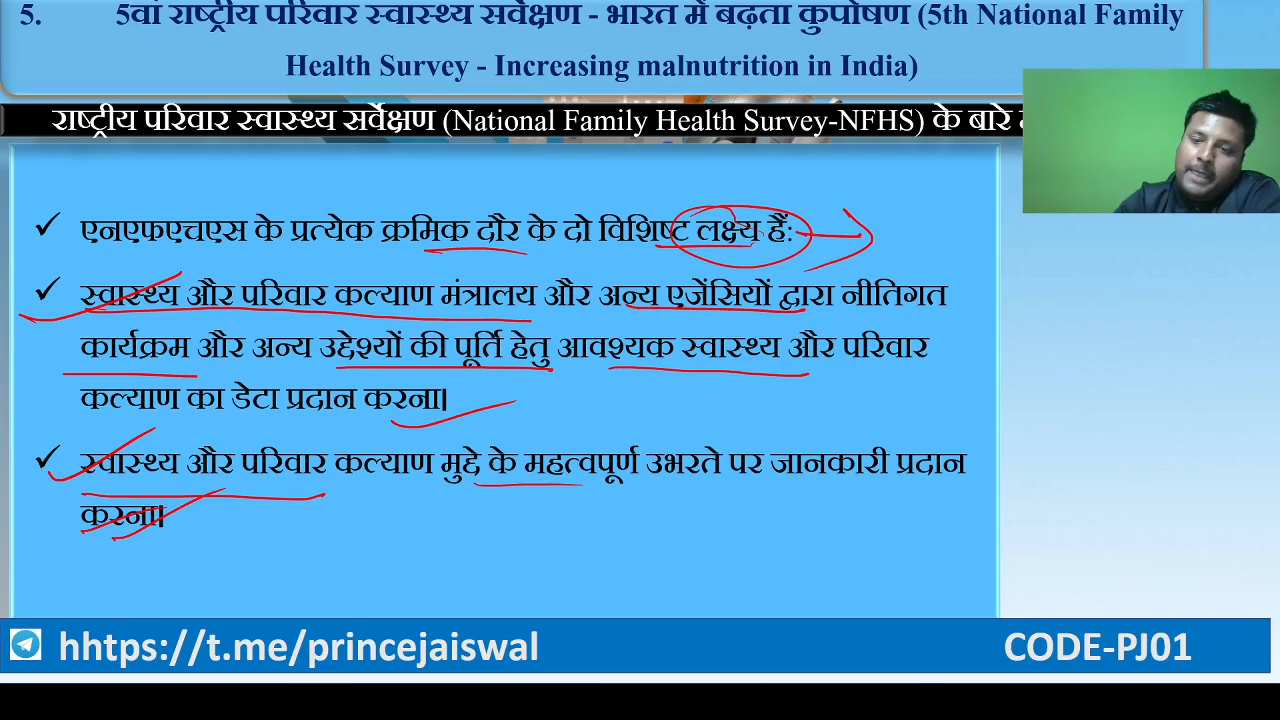 5. 5वां राष्ट्रीय परिवार स्वास्थ्य सर्वेक्षण - भारत में बढ़ता कुपोषण (5th National Family
Health Survey - Increasing malnutrition in India)
राष्ट्रीय परिवार स्वास्थ्य सर्वेक्षण (National Family Health Survey-NFHS) के बारे
✓ एनएफएचएस के प्रत्येक क्रमिक दौर के दो विशिष्ट लक्ष्य हैं:
✓ स्वास्थ्य और परिवार कल्याण मंत्रालय और अन्य एजेंसियों द्वारा नीतिगत
कार्यक्रम और अन्य उद्देश्यों की पूर्ति हेतु आवश्यक स्वास्थ्य और परिवार
कल्याण का डेटा प्रदान करना।
✓ स्वास्थ्य और परिवार कल्याण मुद्दे के महत्वपूर्ण उभरते पर जानकारी प्रदान
करना।
hhtps://t.me/princejaiswal CODE-PJ01